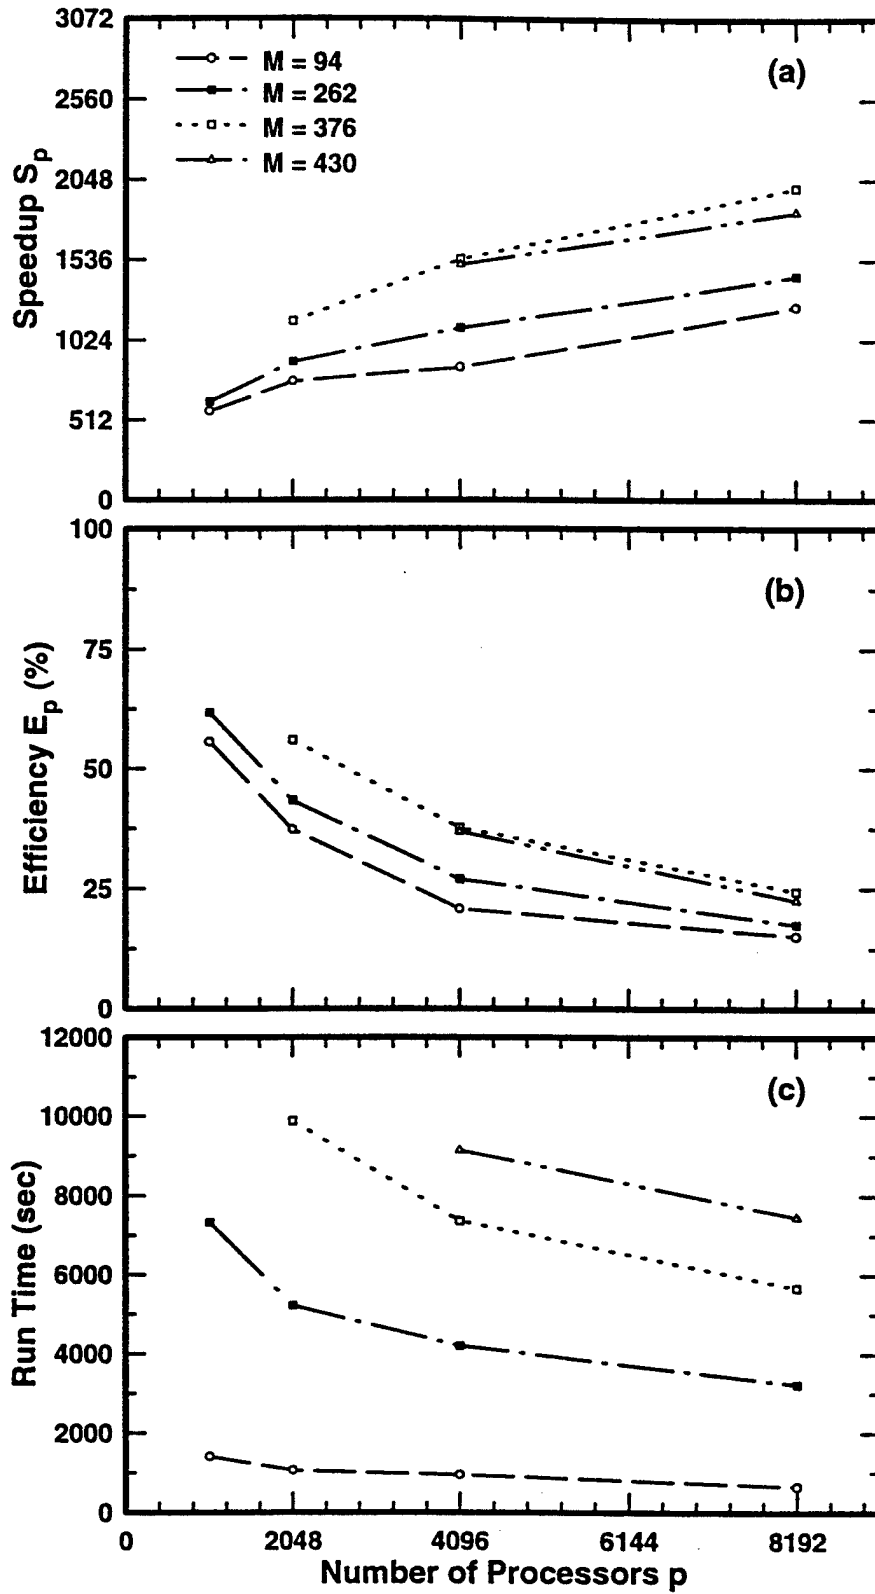 3072
2560
2048
1536
1024
512
0
Speedup S_p
M = 94
M = 262
M = 376
M = 430
(a)
100
75
50
25
0
Efficiency E_p (%)
(b)
12000
10000
8000
6000
4000
2000
0
Run Time (sec)
(c)
0 2048 4096 6144 8192
Number of Processors p